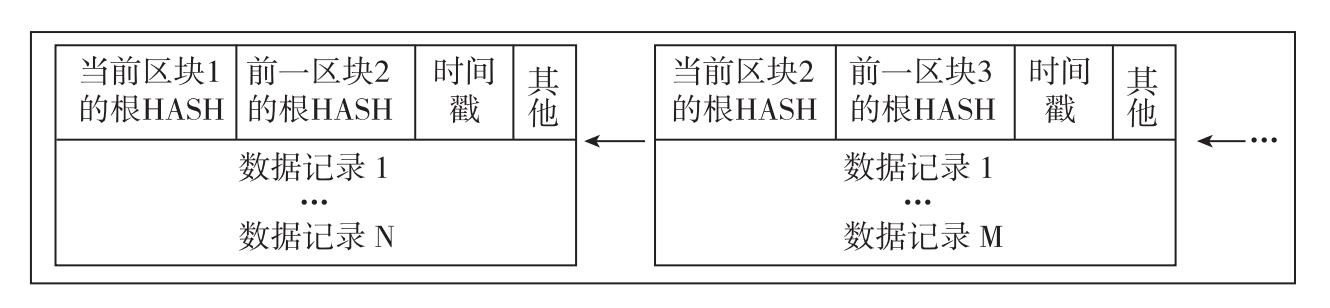 当前区块1
的根HASH
前一区块2
的根HASH
时间
戳
其
他
数据记录 1
…
数据记录 N
当前区块2
的根HASH
前一区块3
的根HASH
时间
戳
其
他
数据记录 1
…
数据记录 M
…